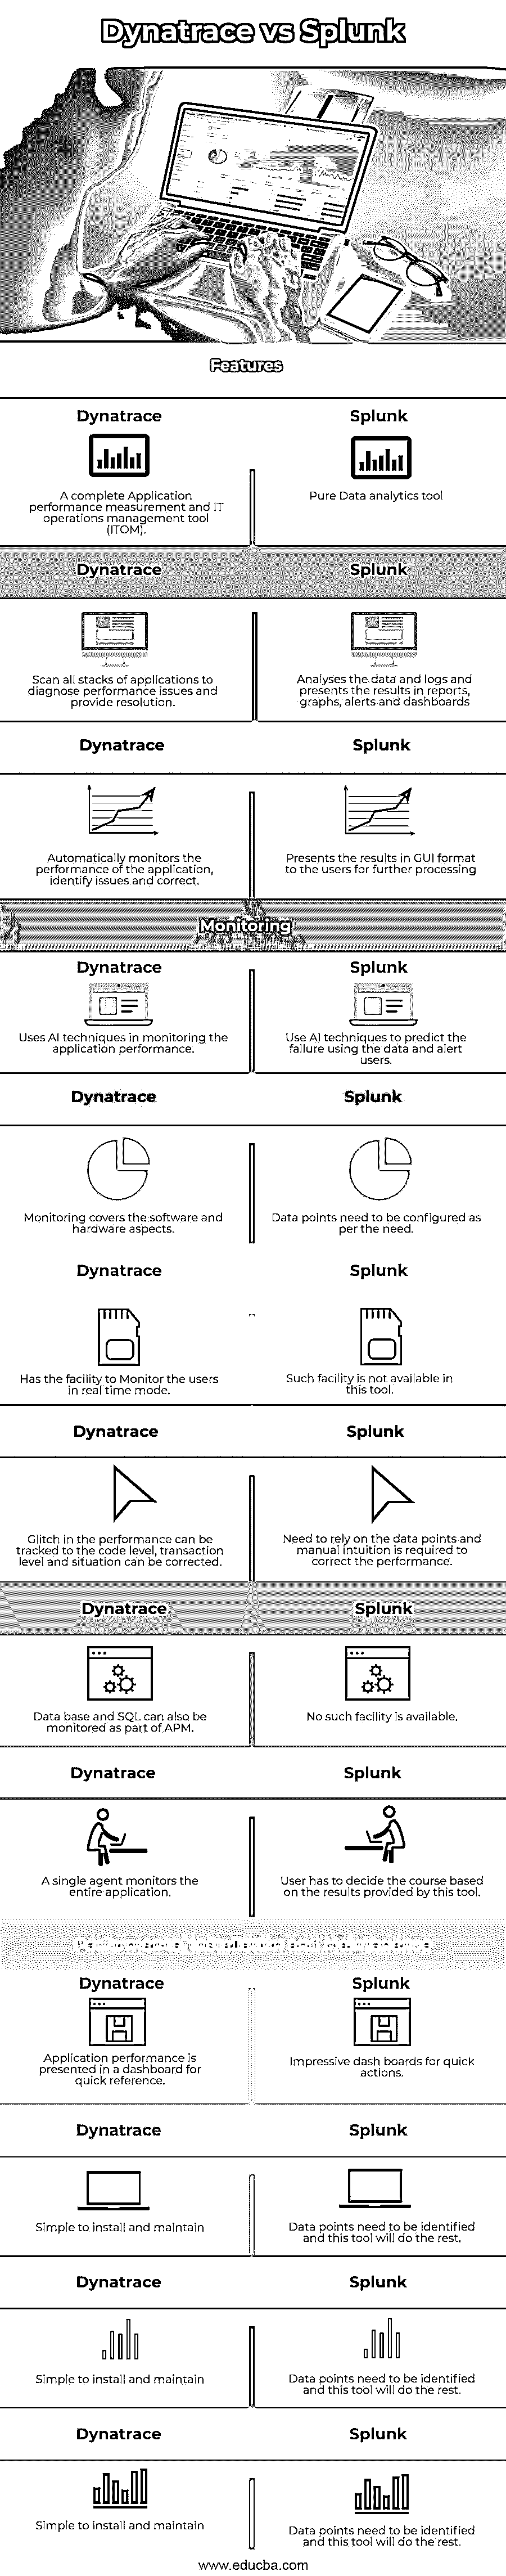 Dynatrace vs Splunk
Features
Dynatrace
Splunk
A complete Application
performance measurement and IT
operations management tool
(ITOM).
Pure Data analytics tool
Dynatrace
Splunk
Scan all stacks of applications to
diagnose performance issues and
provide resolution.
Analyses the data and logs and
presents the results in reports,
graphs, alerts and dashboards
Dynatrace
Splunk
Automatically monitors the
performance of the application,
identify issues and correct.
Presents the results in GUI format
to the users for further processing
Monitoring
Dynatrace
Splunk
Uses AI techniques in monitoring the
application performance.
Use AI techniques to predict the
failure using the data and alert
users.
Dynatrace
Splunk
Monitoring covers the software and
hardware aspects.
Data points need to be configured as
per the need.
Dynatrace
Splunk
Has the facility to Monitor the users
in real time mode.
Such facility is not available in
this tool.
Dynatrace
Splunk
Glitch in the performance can be
tracked to the code level, transaction
level and situation can be corrected.
Need to rely on the data points and
manual intuition is required to
correct the performance.
Dynatrace
Splunk
Data base and SQL can also be
monitored as part of APM.
No such facility is available.
Dynatrace
Splunk
A single agent monitors the
entire application.
User has to decide the course based
on the results provided by this tool.
Dynatrace
Splunk
Application performance is
presented in a dashboard for
quick reference.
Impressive dash boards for quick
actions.
Dynatrace
Splunk
Simple to install and maintain
Data points need to be identified
and this tool will do the rest.
Dynatrace
Splunk
Simple to install and maintain
Data points need to be identified
and this tool will do the rest.
Dynatrace
Splunk
Simple to install and maintain
Data points need to be identified
and this tool will do the rest.
www.educba.com